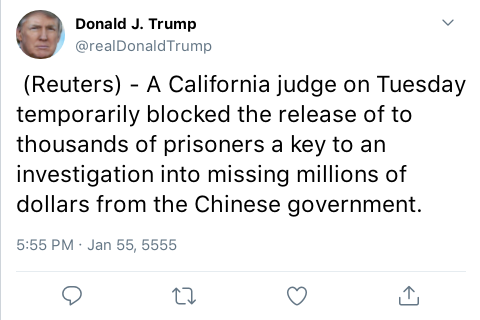 Donald J. Trump
@realDonaldTrump
(Reuters) - A California judge on Tuesday
temporarily blocked the release of to
thousands of prisoners a key to an
investigation into missing millions of
dollars from the Chinese government.
5:55 PM · Jan 55, 5555